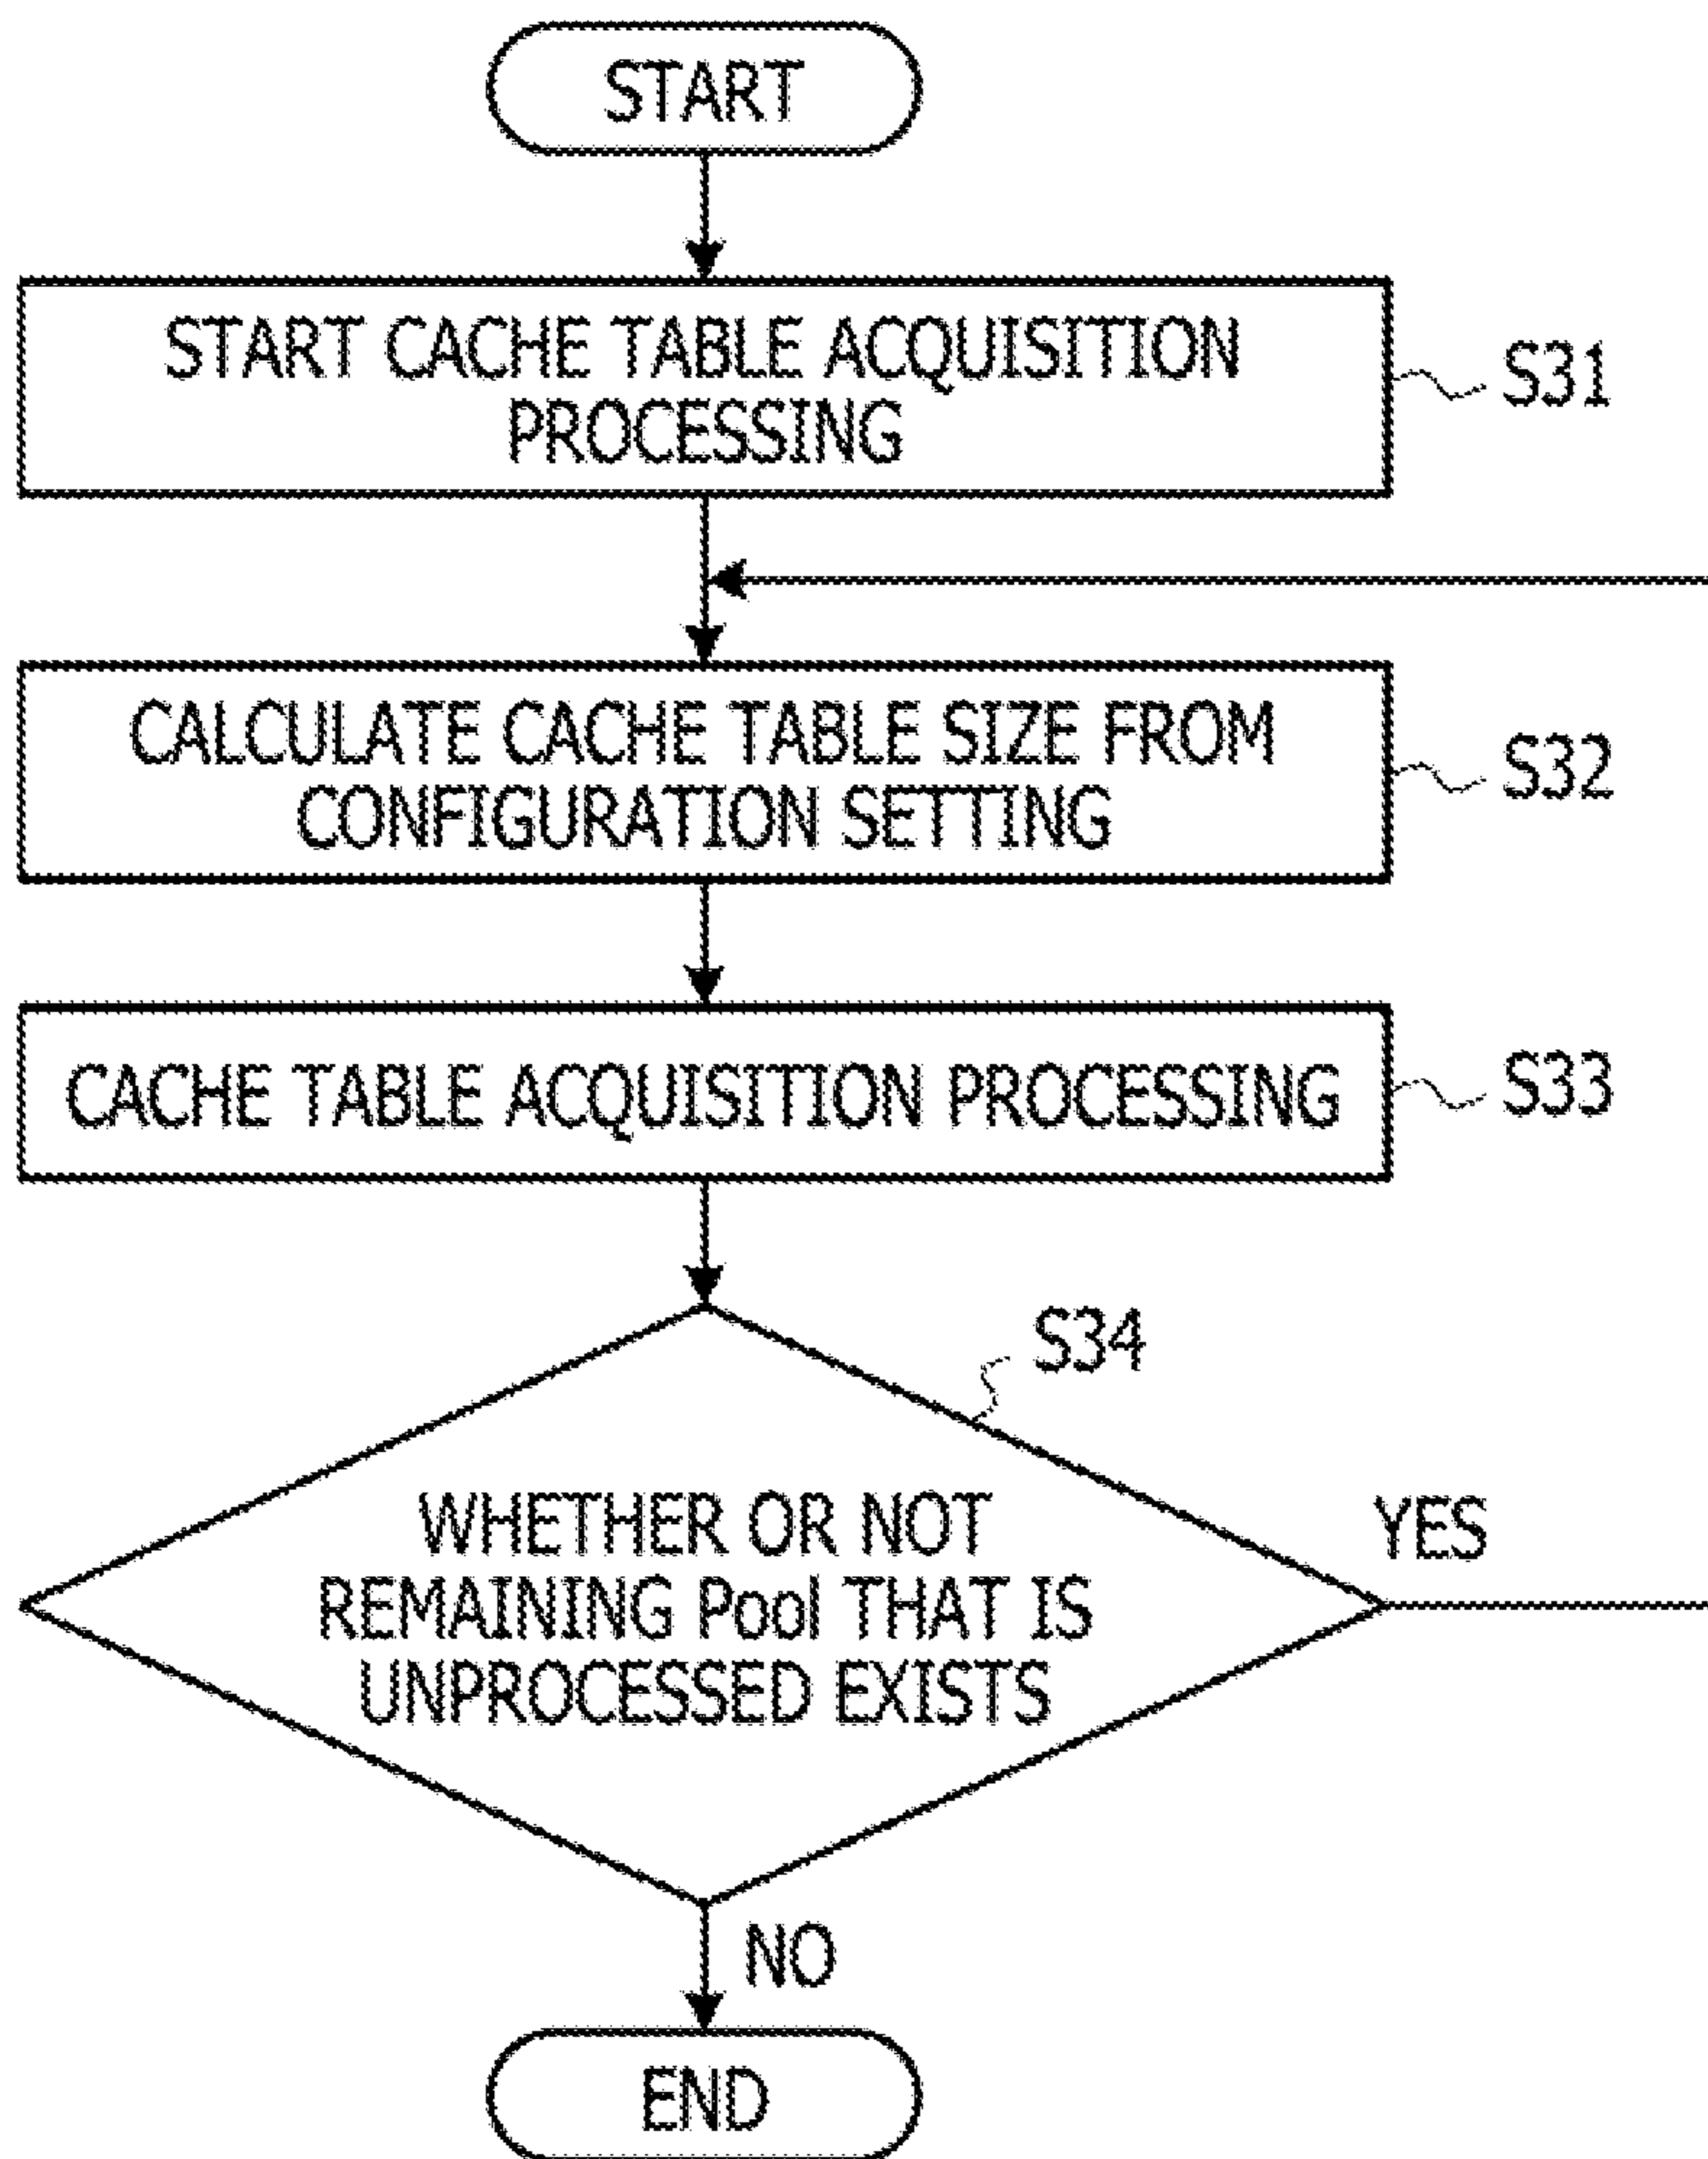 START
START CACHE TABLE ACQUISITION
PROCESSING
S31
CALCULATE CACHE TABLE SIZE FROM
CONFIGURATION SETTING
S32
CACHE TABLE ACQUISITION PROCESSING
S33
S34
WHETHER OR NOT
REMAINING Pool THAT IS
UNPROCESSED EXISTS
YES
NO
END